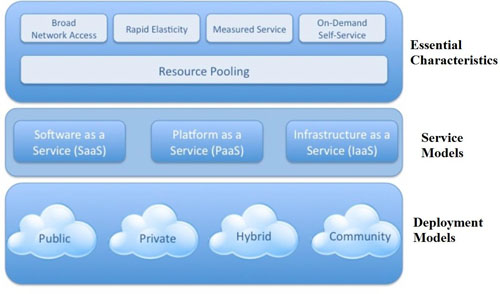 Broad
Network Access
Rapid Elasticity
Measured Service
On-Demand
Self-Service
Resource Pooling
Essential
Characteristics
Software as a
Service (SaaS)
Platform as a
Service (PaaS)
Infrastructure as a
Service (IaaS)
Service
Models
Public
Private
Hybrid
Community
Deployment
Models